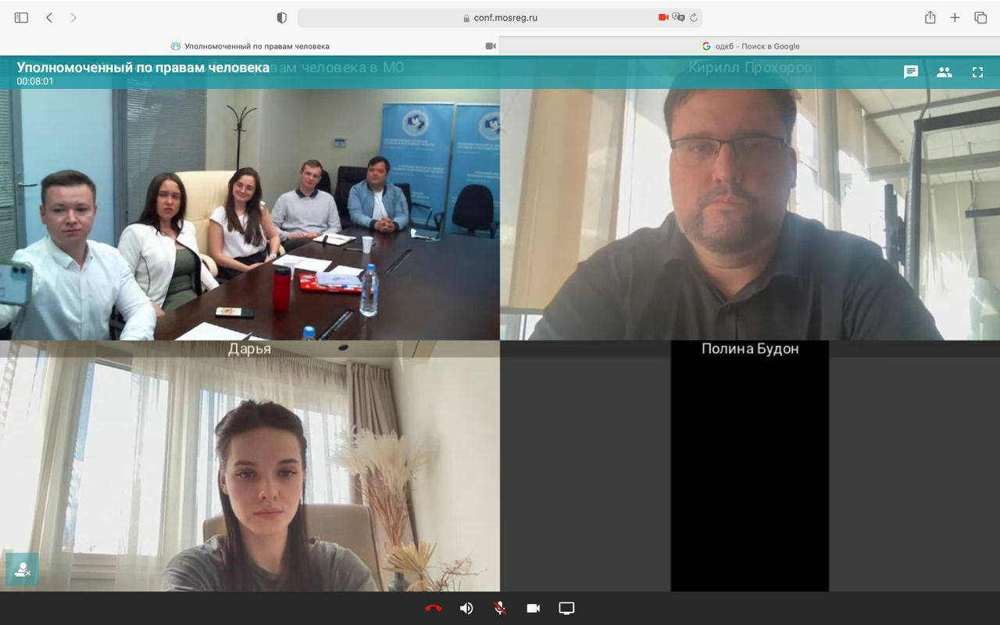 conf.mosreg.ru
Уполномоченный по правам человека
одкб - Поиск в Google
Уполномоченный по правам человека
00:08:01
вам человека в МО
Кирилл Прохоров
Дарья
Полина Будон